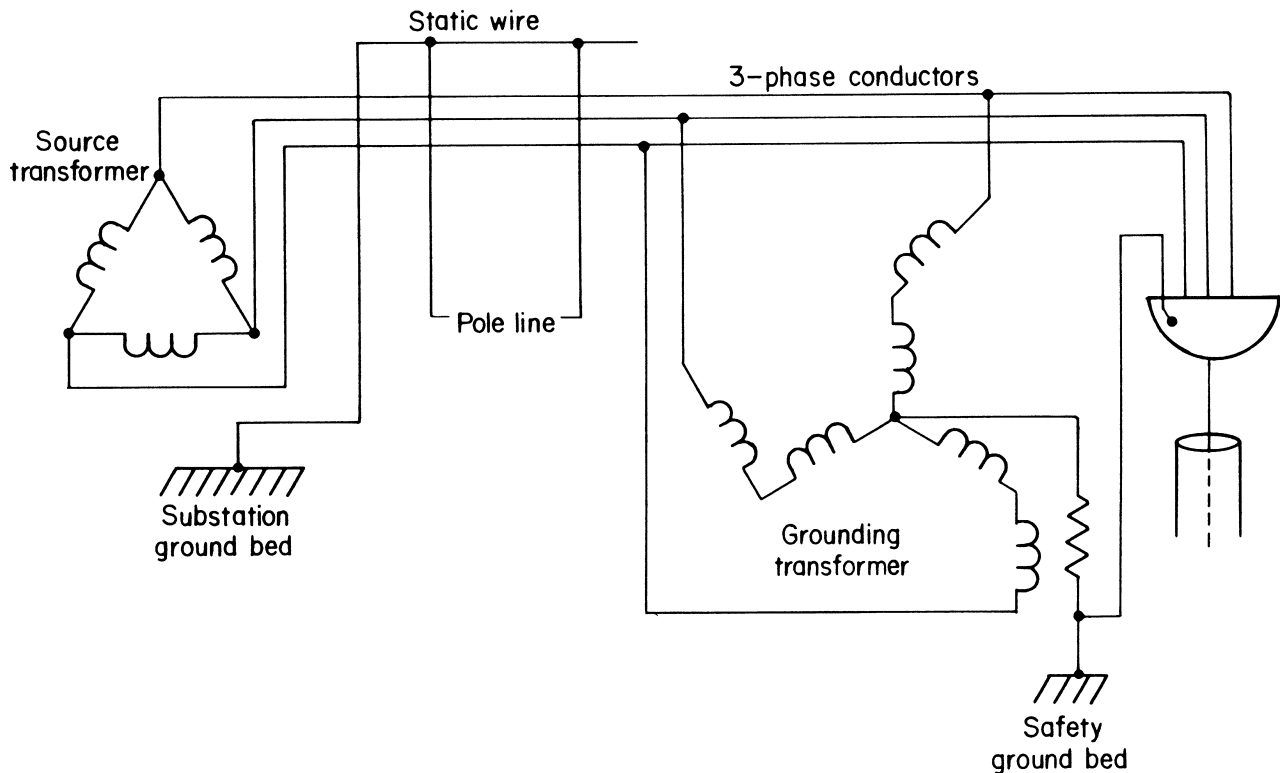 Static wire
3-phase conductors
Source
transformer
Pole line
Substation
ground bed
Grounding
transformer
Safety
ground bed